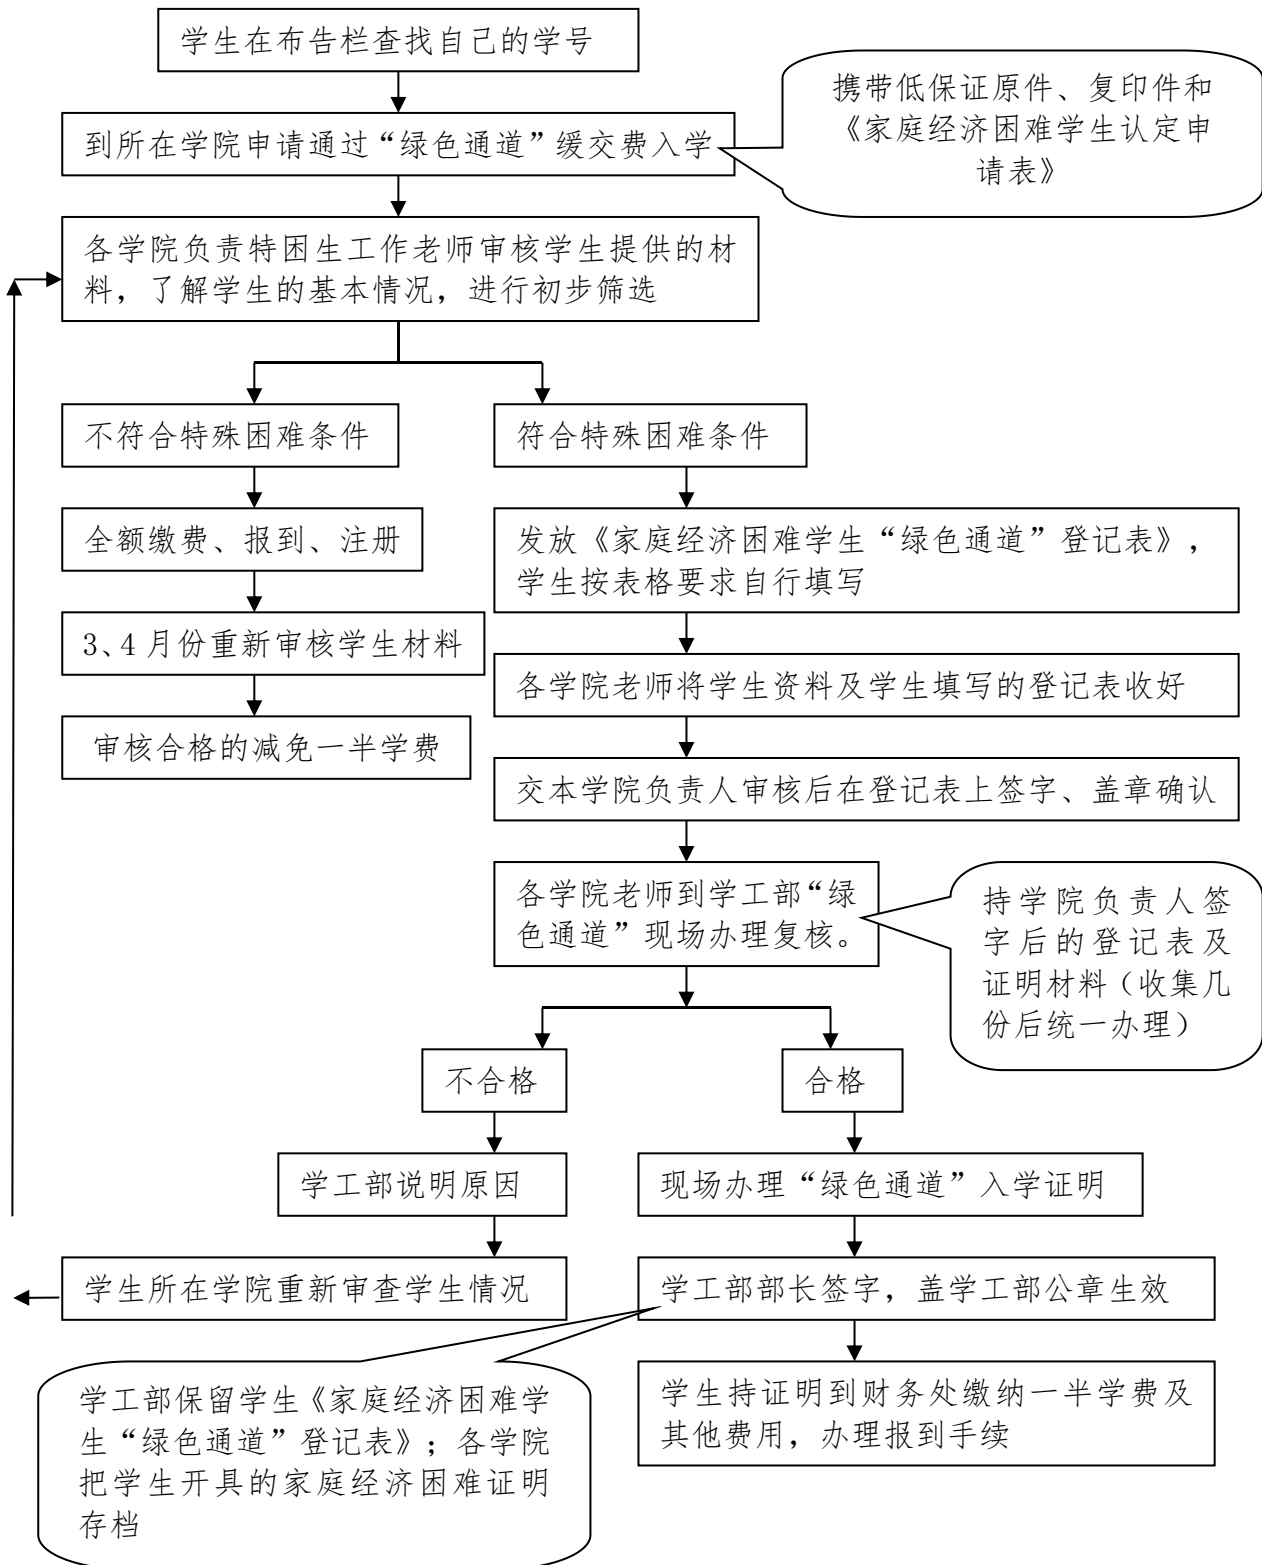 学生在布告栏查找自己的学号
携带低保证原件、复印件和
《家庭经济困难学生认定申
请表》
到所在学院申请通过“绿色通道”缓交费入学
各学院负责特困生工作老师审核学生提供的材
料，了解学生的基本情况，进行初步筛选
不符合特殊困难条件
符合特殊困难条件
全额缴费、报到、注册
发放《家庭经济困难学生“绿色通道”登记表》，
学生按表格要求自行填写
3、4 月份重新审核学生材料
各学院老师将学生资料及学生填写的登记表收好
审核合格的减免一半学费
交本学院负责人审核后在登记表上签字、盖章确认
各学院老师到学工部“绿
色通道”现场办理复核。
持学院负责人签
字后的登记表及
证明材料（收集几
份后统一办理）
不合格
合格
学工部说明原因
现场办理“绿色通道”入学证明
学生所在学院重新审查学生情况
学工部部长签字，盖学工部公章生效
学工部保留学生《家庭经济困难学
生“绿色通道”登记表》；各学院
把学生开具的家庭经济困难证明
存档
学生持证明到财务处缴纳一半学费及
其他费用，办理报到手续